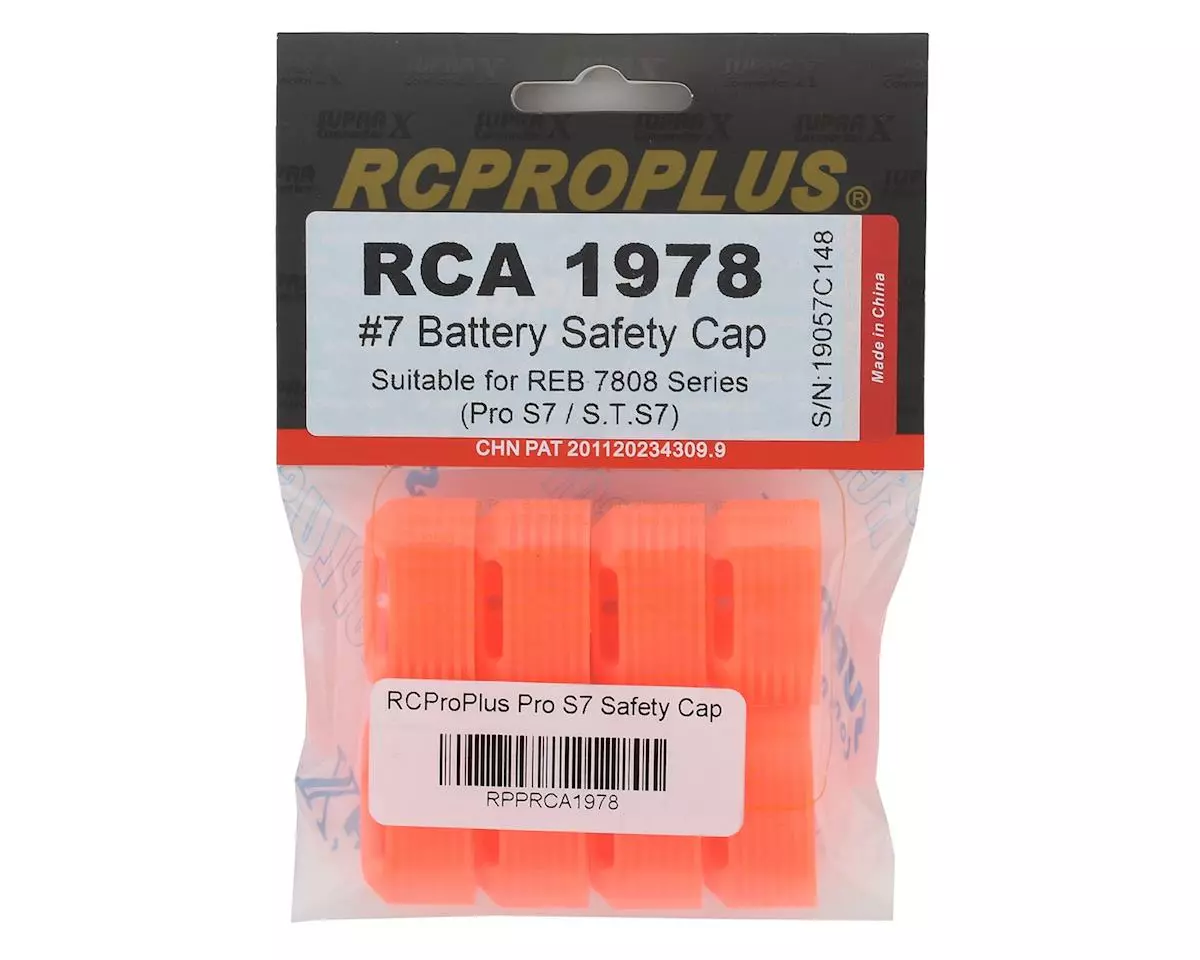 SUPRA X
RCPROPLUS®
RCA 1978
#7 Battery Safety Cap
Suitable for REB 7808 Series
(Pro S7 / S.T.S7)
S/N:19057C148
Made in China
CHN PAT 201120234309.9
RCProPlus Pro S7 Safety Cap
RPPRCA1978